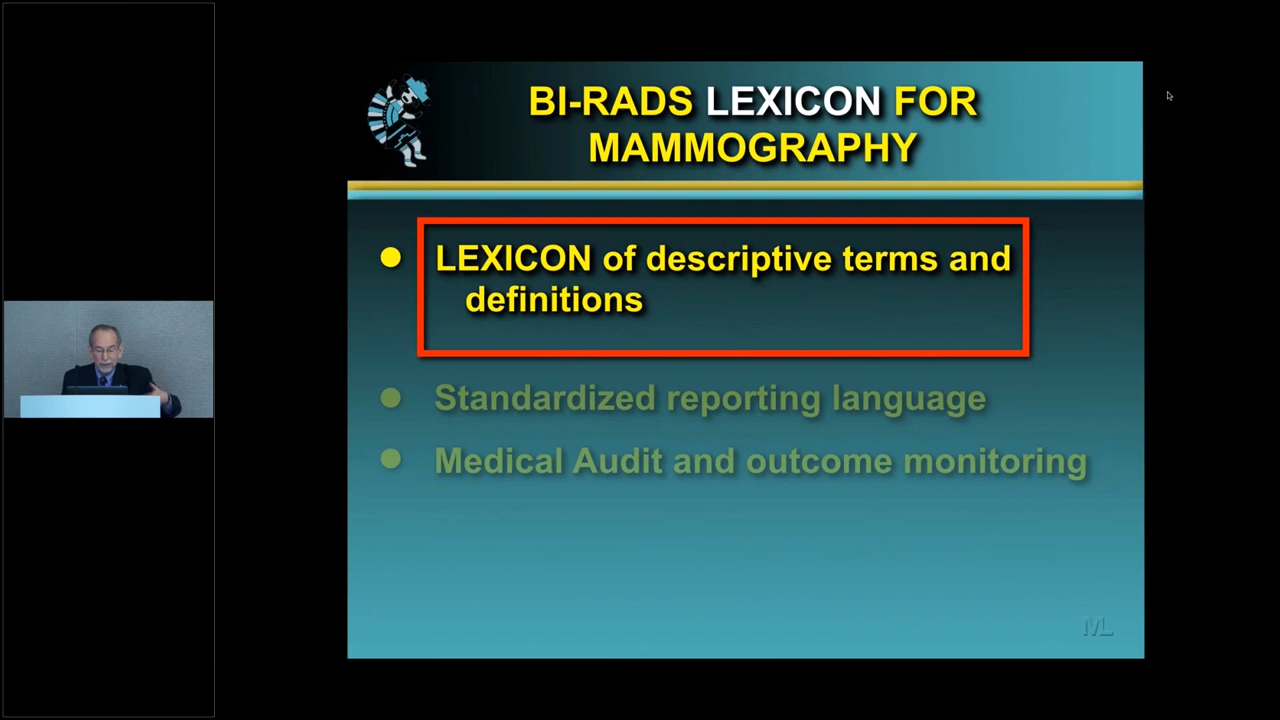 BI-RADS LEXICON FOR
MAMMOGRAPHY
LEXICON of descriptive terms and
definitions
Standardized reporting language
Medical Audit and outcome monitoring
ML